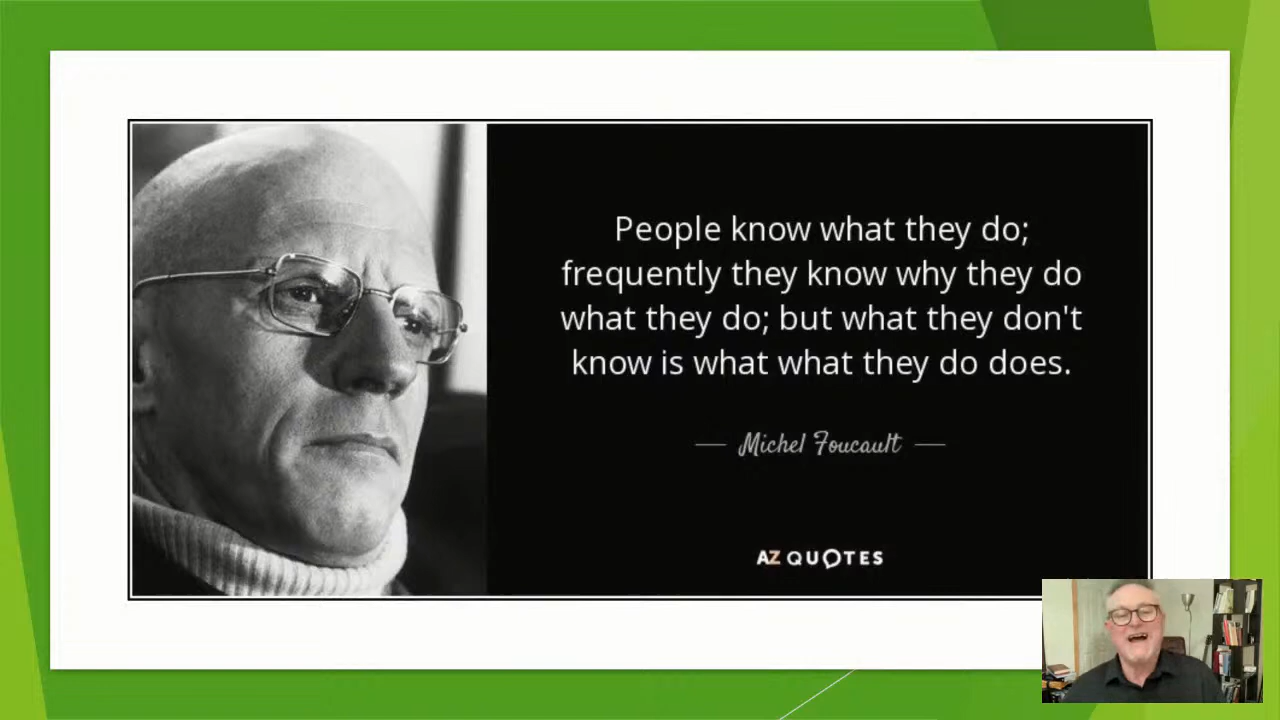 People know what they do;
frequently they know why they do
what they do; but what they don't
know is what what they do does.
Michel Foucault
AZ QUOTES